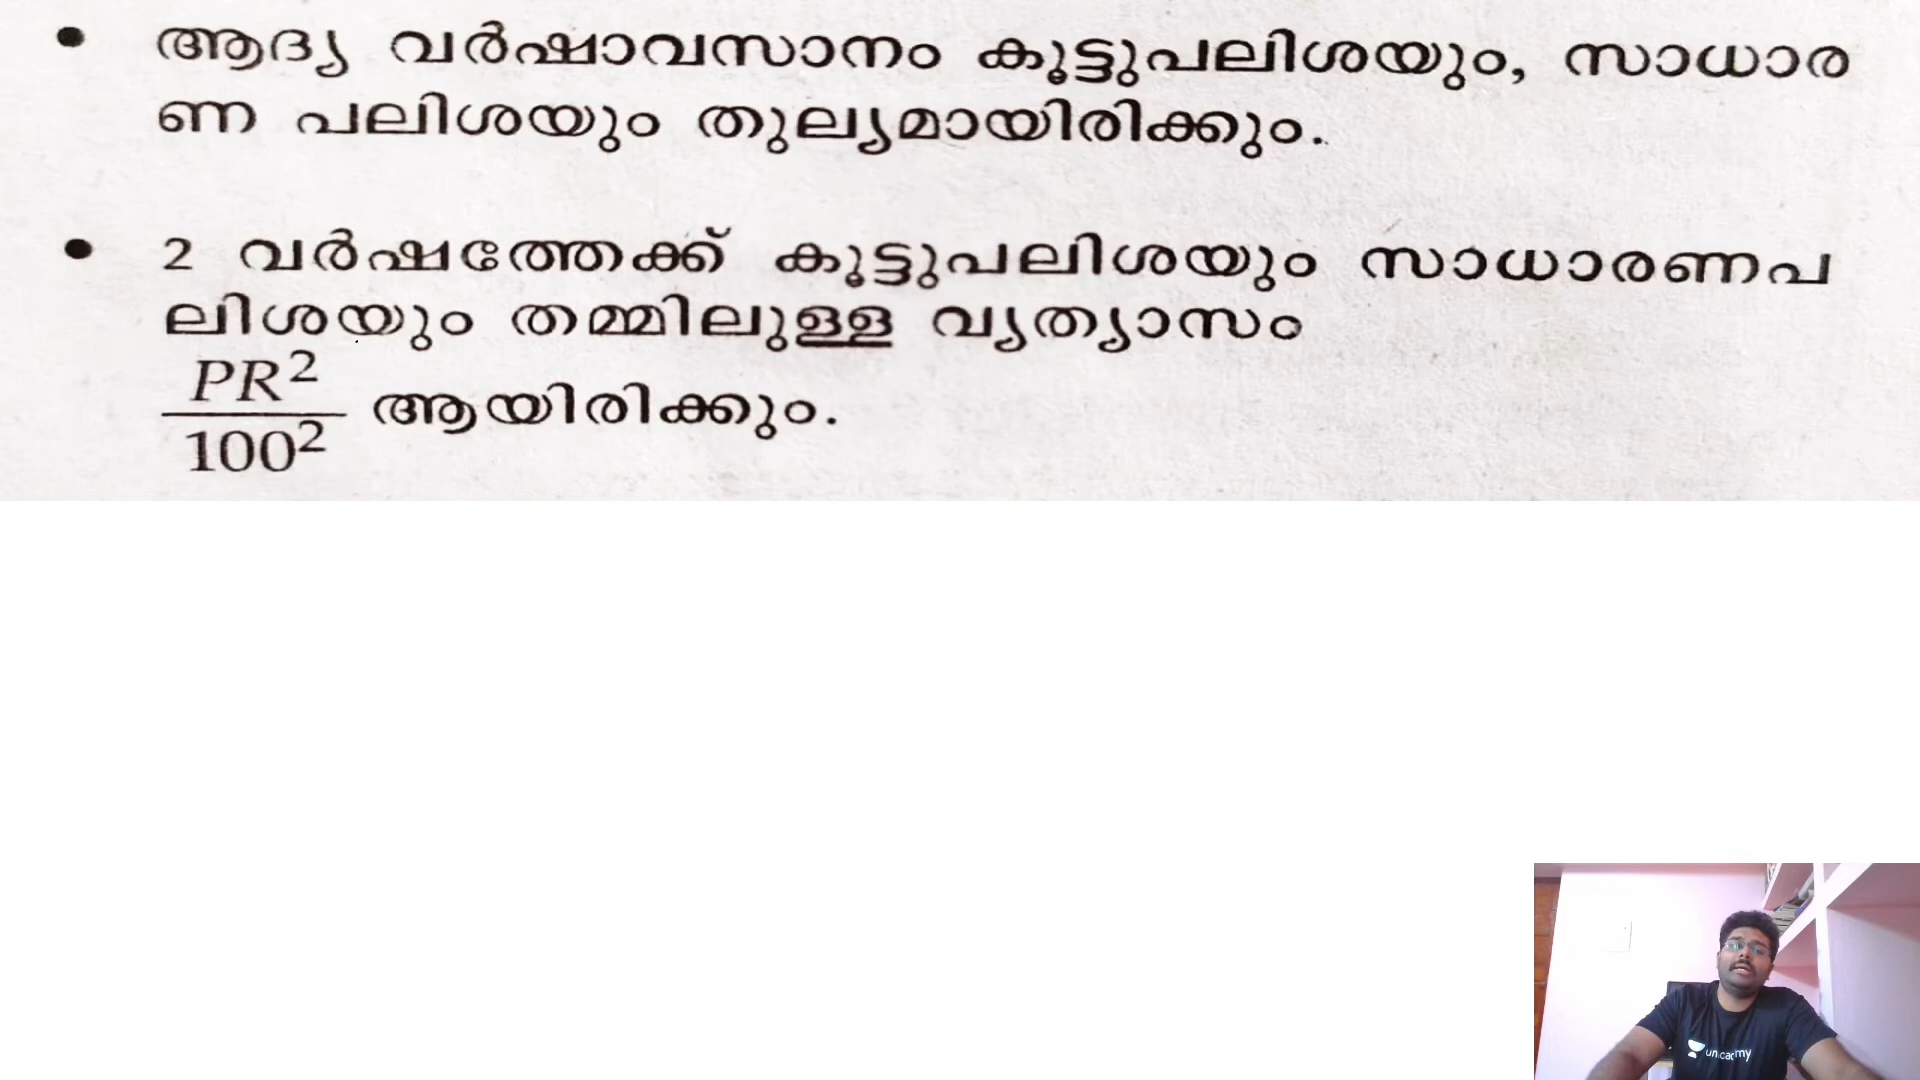 • ആദ്യ വർഷാവസാനം കൂട്ടുപലിശയും, സാധാര
ണ പലിശയും തുല്യമായിരിക്കും.
• 2 വർഷത്തേക്ക് കൂട്ടുപലിശയും സാധാരണപ
ലിശയും തമ്മിലുള്ള വ്യത്യാസം
PR²
100² ആയിരിക്കും.
unacademy